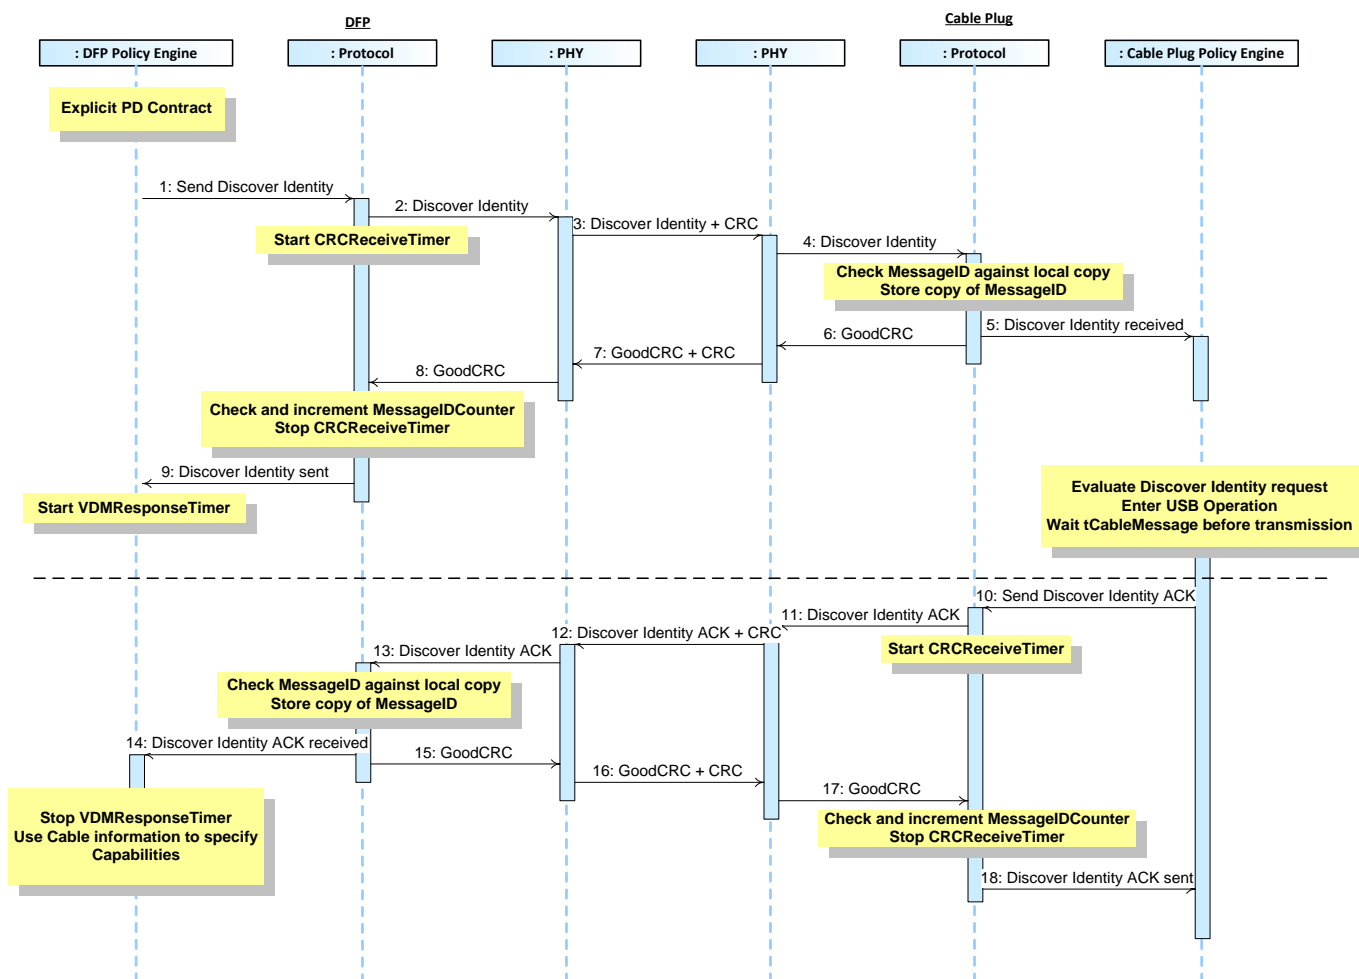 DFP
Cable Plug
: DFP Policy Engine
: Protocol
: PHY
: PHY
: Protocol
: Cable Plug Policy Engine
Explicit PD Contract
1: Send Discover Identity
2: Discover Identity
3: Discover Identity + CRC
Start CRCReceiveTimer
4: Discover Identity
Check MessageID against local copy
Store copy of MessageID
5: Discover Identity received
6: GoodCRC
7: GoodCRC + CRC
8: GoodCRC
Check and increment MessageIDCounter
Stop CRCReceiveTimer
9: Discover Identity sent
Start VDMResponseTimer
Evaluate Discover Identity request
Enter USB Operation
Wait tCableMessage before transmission
10: Send Discover Identity ACK
11: Discover Identity ACK
12: Discover Identity ACK + CRC
Start CRCReceiveTimer
13: Discover Identity ACK
Check MessageID against local copy
Store copy of MessageID
14: Discover Identity ACK received
15: GoodCRC
16: GoodCRC + CRC
17: GoodCRC
Stop VDMResponseTimer
Use Cable information to specify
Capabilities
Check and increment MessageIDCounter
Stop CRCReceiveTimer
18: Discover Identity ACK sent